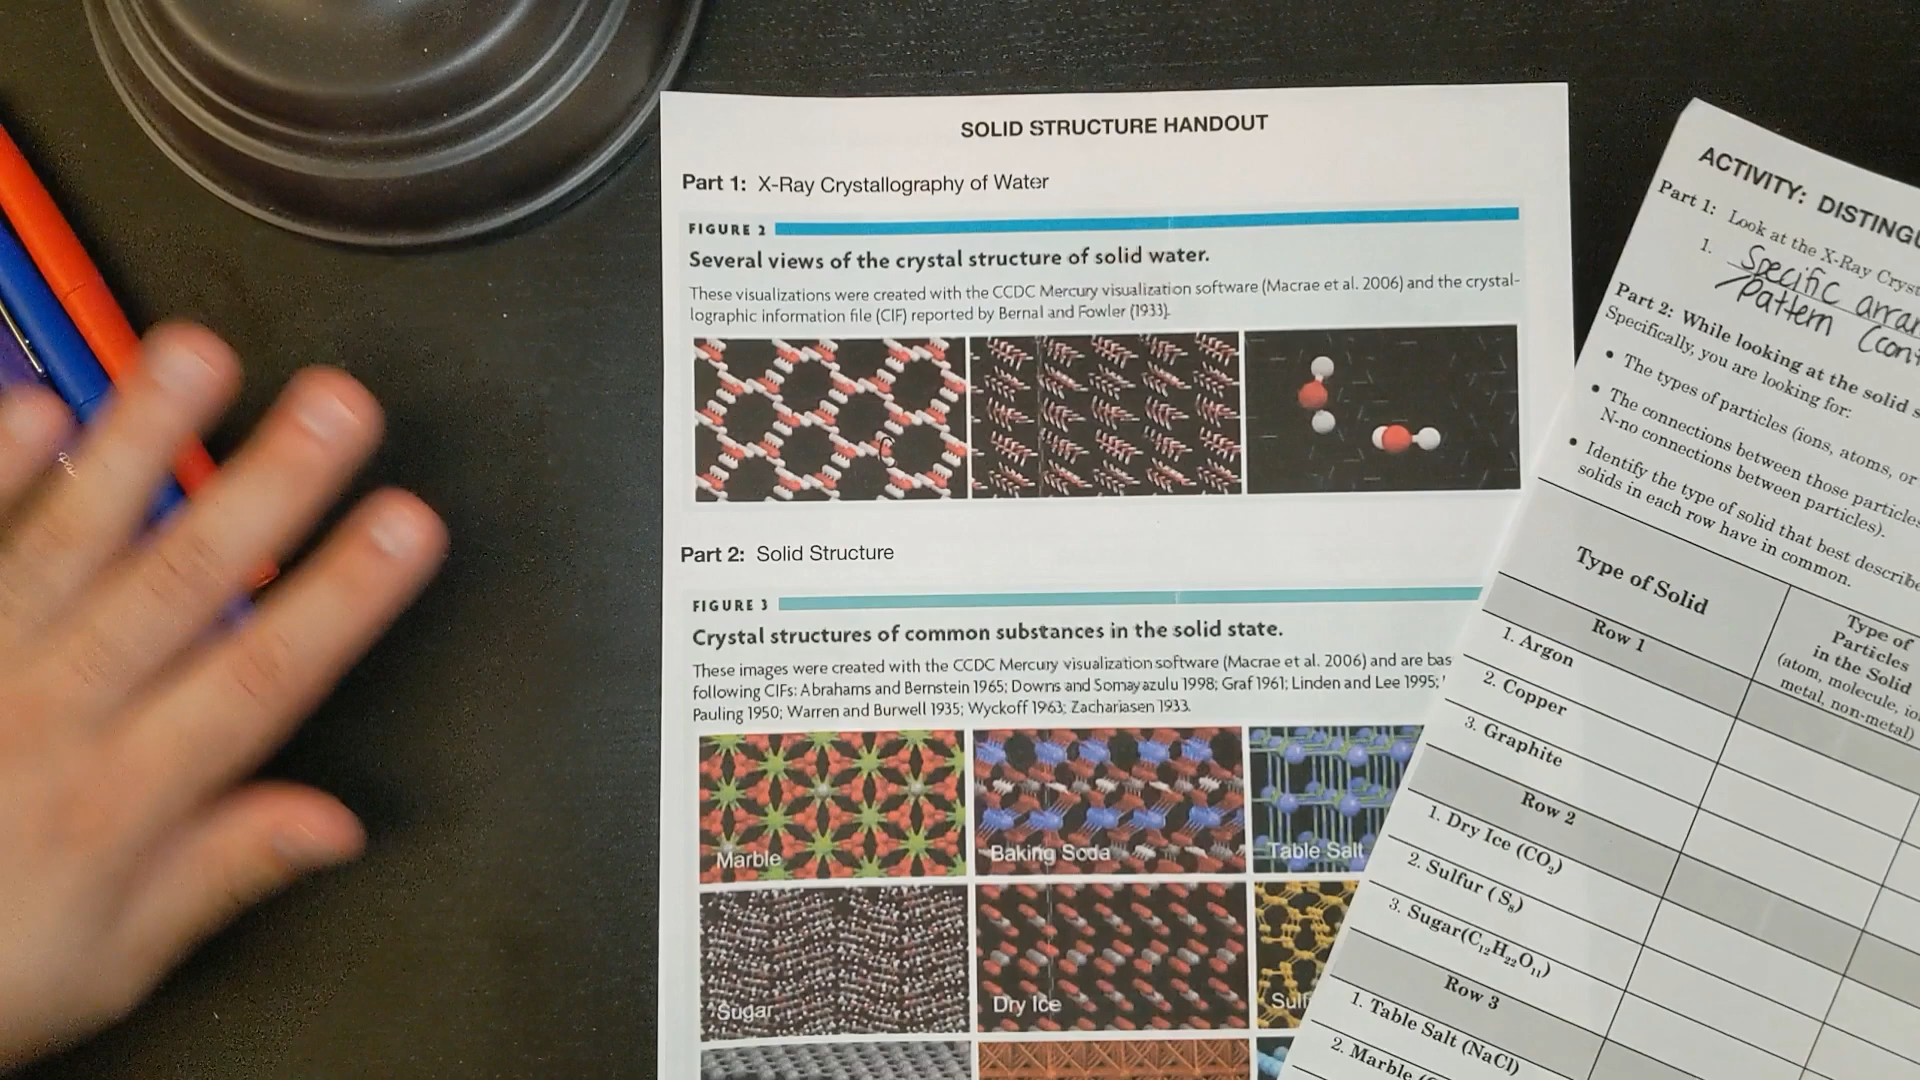 SOLID STRUCTURE HANDOUT
Part 1: X-Ray Crystallography of Water
FIGURE 2
Several views of the crystal structure of solid water.
These visualizations were created with the CCDC Mercury visualization software (Macrae et al. 2006) and the crystal-
lographic information file (CIF) reported by Bernal and Fowler (1933).
Part 2: Solid Structure
FIGURE 3
Crystal structures of common substances in the solid state.
These images were created with the CCDC Mercury visualization software (Macrae et al. 2006) and are bas
following CIFs: Abrahams and Bernstein 1965; Downs and Somayazulu 1998; Graf 1961; Linden and Lee 1995;
Pauling 1950; Warren and Burwell 1935; Wyckoff 1963; Zachariasen 1933.
Marble
Baking Soda
Table Salt
Sugar
Dry Ice
Sulf
ACTIVITY: DISTINGU
Part 1: Look at the X-Ray Cryst
1. Specific arran
pattern (cont
Part 2: While looking at the solid s
Specifically, you are looking for:
• The types of particles (ions, atoms, or
• The connections between those particles
N-no connections between particles).
• Identify the type of solid that best describe
solids in each row have in common.
Type of Solid
Type of
Particles
in the Solid
(atom, molecule, io
metal, non-metal)
Row 1
1. Argon
2. Copper
3. Graphite
Row 2
1. Dry Ice (CO₂)
2. Sulfur (S₈)
3. Sugar(C₁₂H₂₂O₁₁)
Row 3
1. Table Salt (NaCl)
2. Marble (